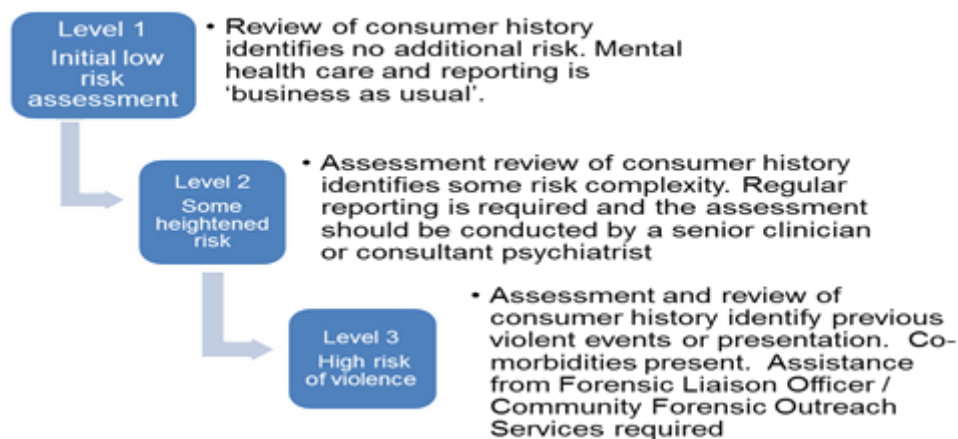 Level 1
Initial low
risk
assessment
• Review of consumer history
identifies no additional risk. Mental
health care and reporting is
‘business as usual’.
Level 2
Some
heightened
risk
• Assessment review of consumer history
identifies some risk complexity. Regular
reporting is required and the assessment
should be conducted by a senior clinician
or consultant psychiatrist
Level 3
High risk
of violence
• Assessment and review of
consumer history identify previous
violent events or presentation. Co-
morbidities present. Assistance
from Forensic Liaison Officer /
Community Forensic Outreach
Services required